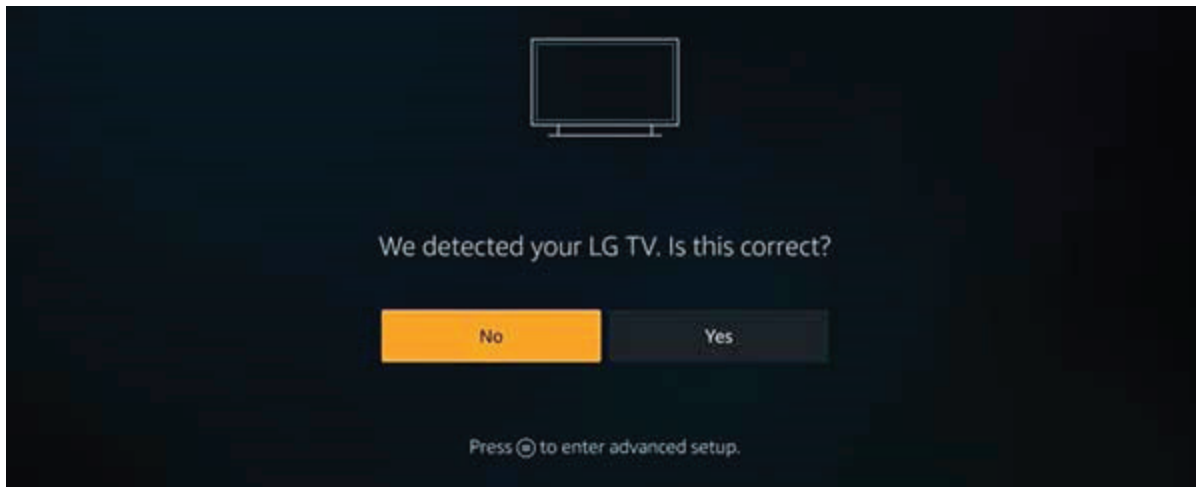 We detected your LG TV. Is this correct?
No Yes
Press ≡ to enter advanced setup.